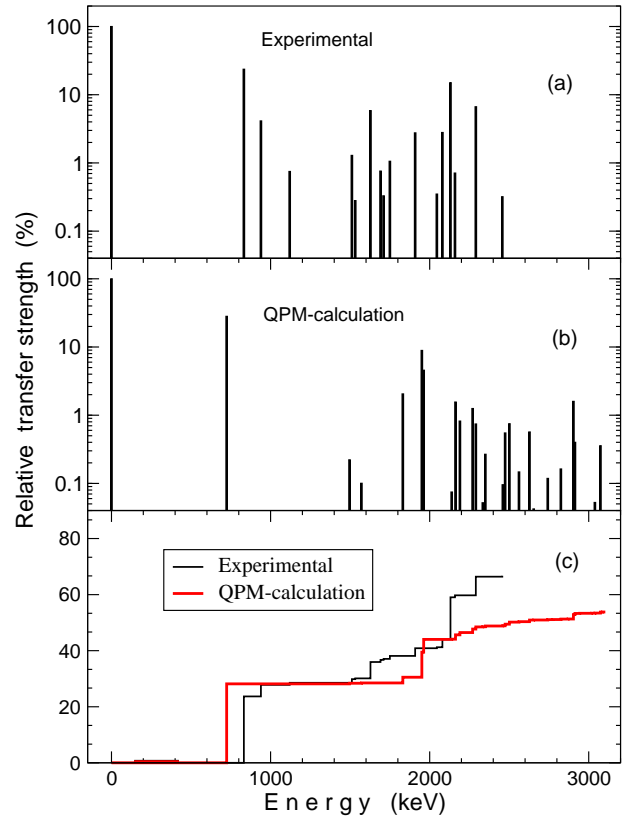 Relative transfer strength (%)
100
10
1
0.1
Experimental
(a)
100
10
1
0.1
QPM-calculation
(b)
80
60
40
20
0
Experimental
QPM-calculation
(c)
0
1000
2000
3000
Energy (keV)